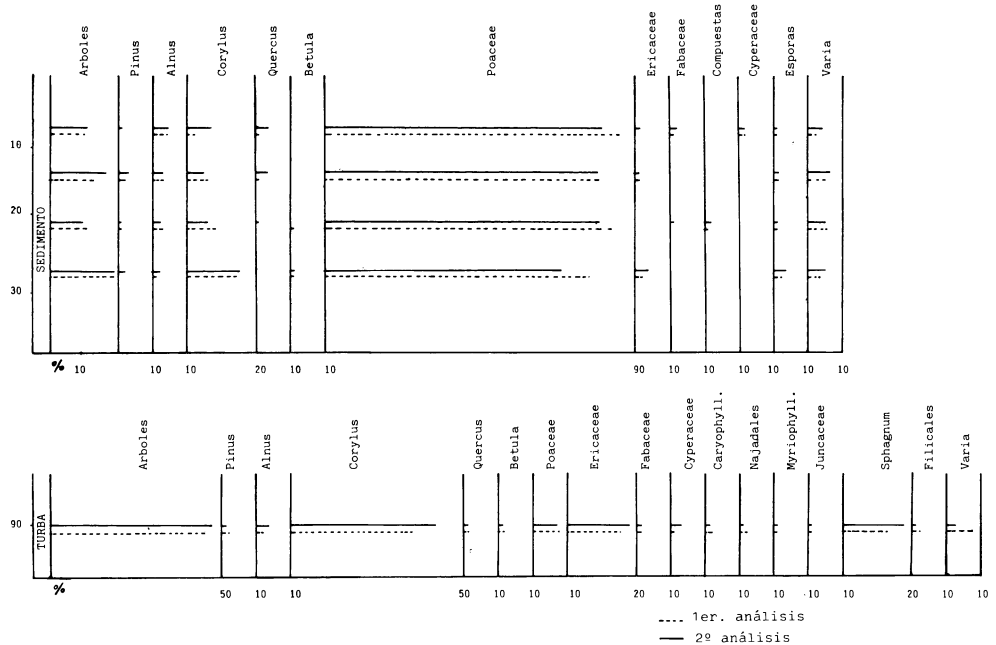 Arboles Pinus Alnus Corylus Quercus Betula Poaceae Ericaceae Fabaceae Compuestas Cyperaceae Esporas Varia
10
20
SEDIMENTO
30
% 10 10 10 20 10 10 90 10 10 10 10 10 10
Arboles Pinus Alnus Corylus Quercus Betula Poaceae Ericaceae Fabaceae Cyperaceae Caryophyll. Najadales Myriophyll. Juncaceae Sphagnum Filicales Varia
90
TURBA
% 50 10 10 50 10 10 10 20 10 10 10 10 10 10 20 10 10
1er. análisis
2º análisis